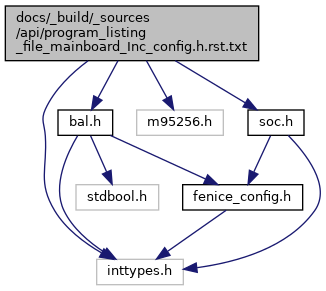 docs/_build/_sources
/api/program_listing
_file_mainboard_Inc_config.h.rst.txt
bal.h
m95256.h
soc.h
stdbool.h
fenice_config.h
inttypes.h